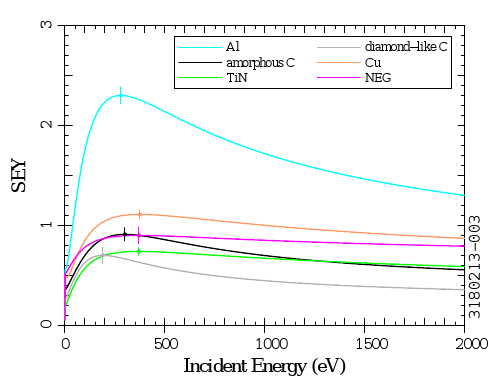 3
2
1
0
SEY
Al
amorphous C
TiN
diamond–like C
Cu
NEG
0 500 1000 1500 2000
Incident Energy (eV)
3180213–003